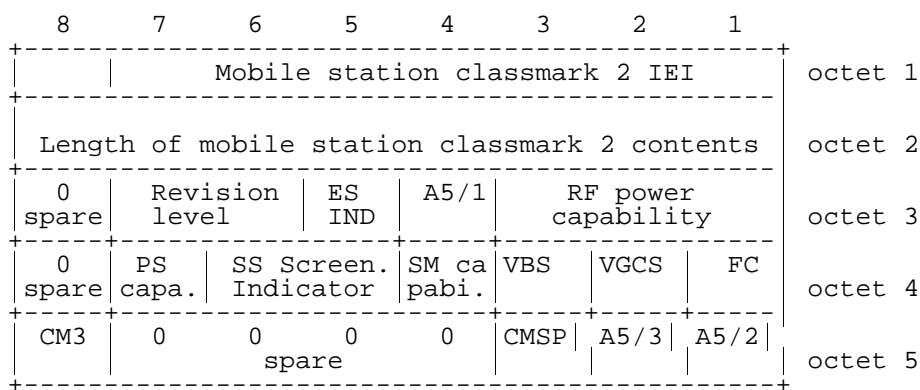 8 7 6 5 4 3 2 1
Mobile station classmark 2 IEI octet 1
Length of mobile station classmark 2 contents octet 2
0 Revision ES A5/1 RF power
spare level IND capability octet 3
0 PS SS Screen. SM ca VBS VGCS FC
spare capa. Indicator pabi. octet 4
CM3 0 0 0 0 CMSP A5/3 A5/2
spare octet 5